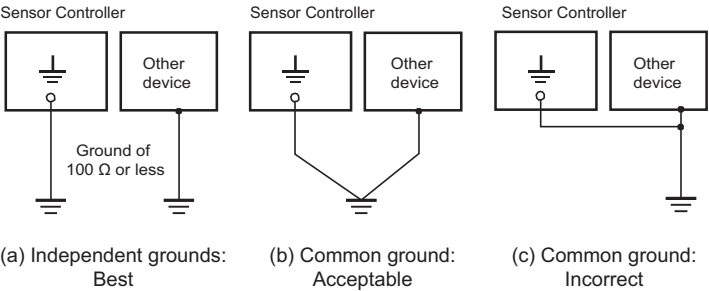 Sensor Controller
Other
device
Ground of
100 Ω or less
(a) Independent grounds:
Best
Sensor Controller
Other
device
(b) Common ground:
Acceptable
Sensor Controller
Other
device
(c) Common ground:
Incorrect